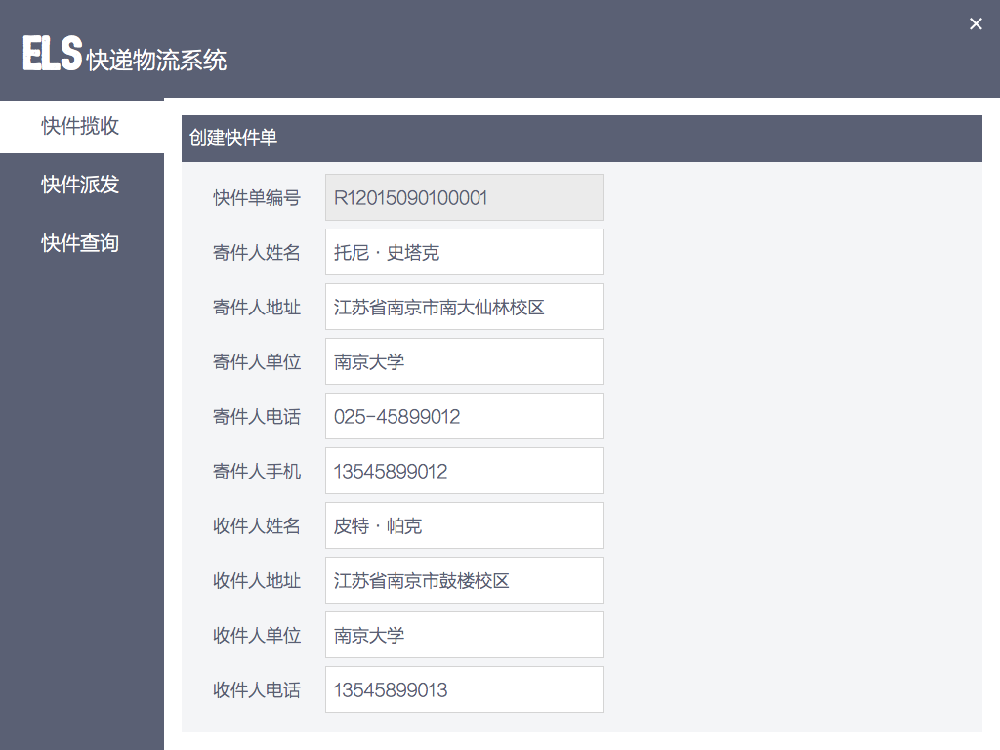 ELS 快递物流系统
快件揽收
快件派发
快件查询
创建快件单
快件单编号 R12015090100001
寄件人姓名 托尼·史塔克
寄件人地址 江苏省南京市南大仙林校区
寄件人单位 南京大学
寄件人电话 025-45899012
寄件人手机 13545899012
收件人姓名 皮特·帕克
收件人地址 江苏省南京市鼓楼校区
收件人单位 南京大学
收件人电话 13545899013